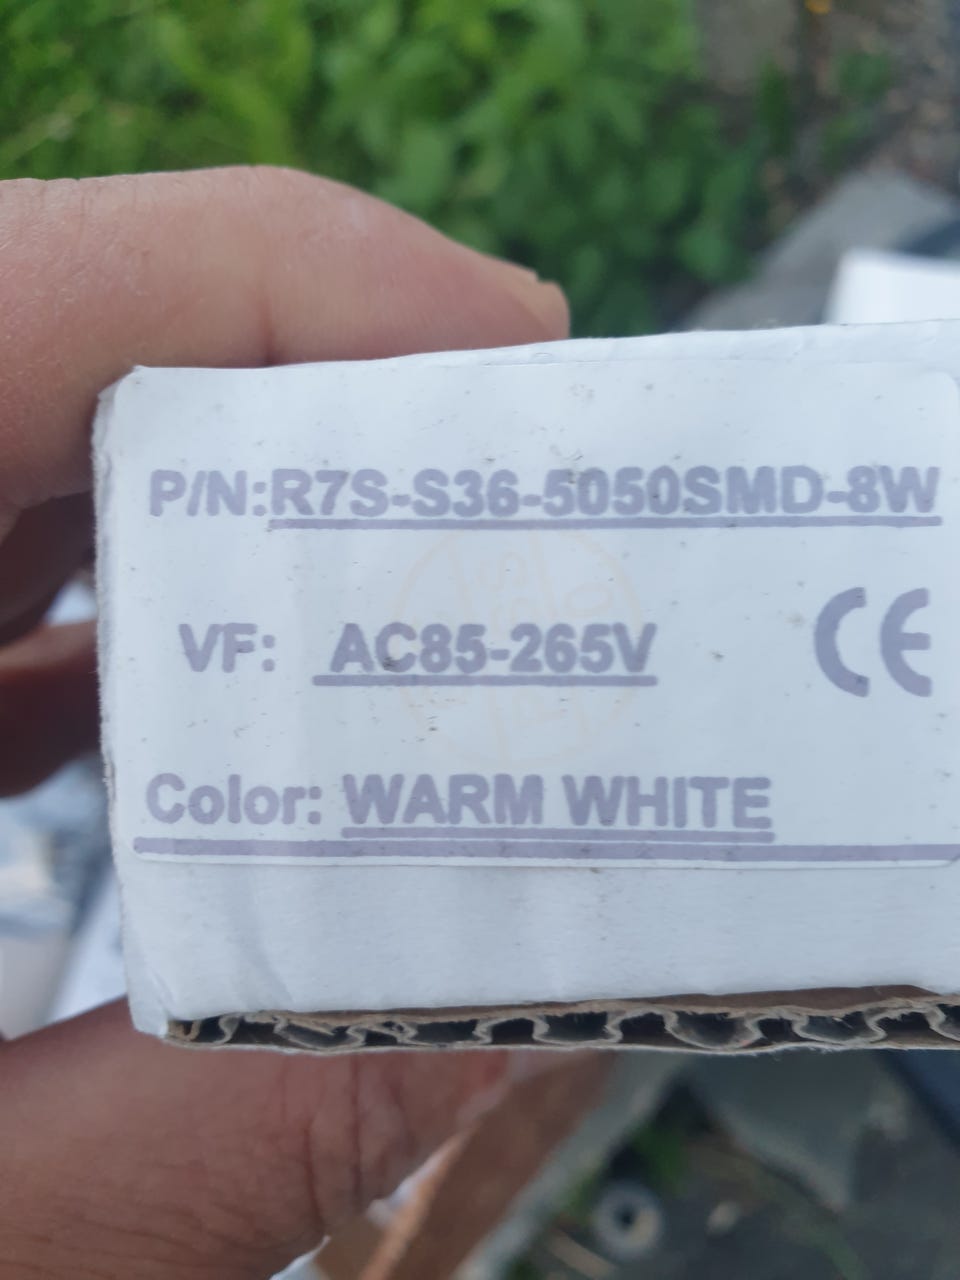 P/N:R7S-S36-5050SMD-8W
VF: AC85-265V
CE
Color: WARM WHITE